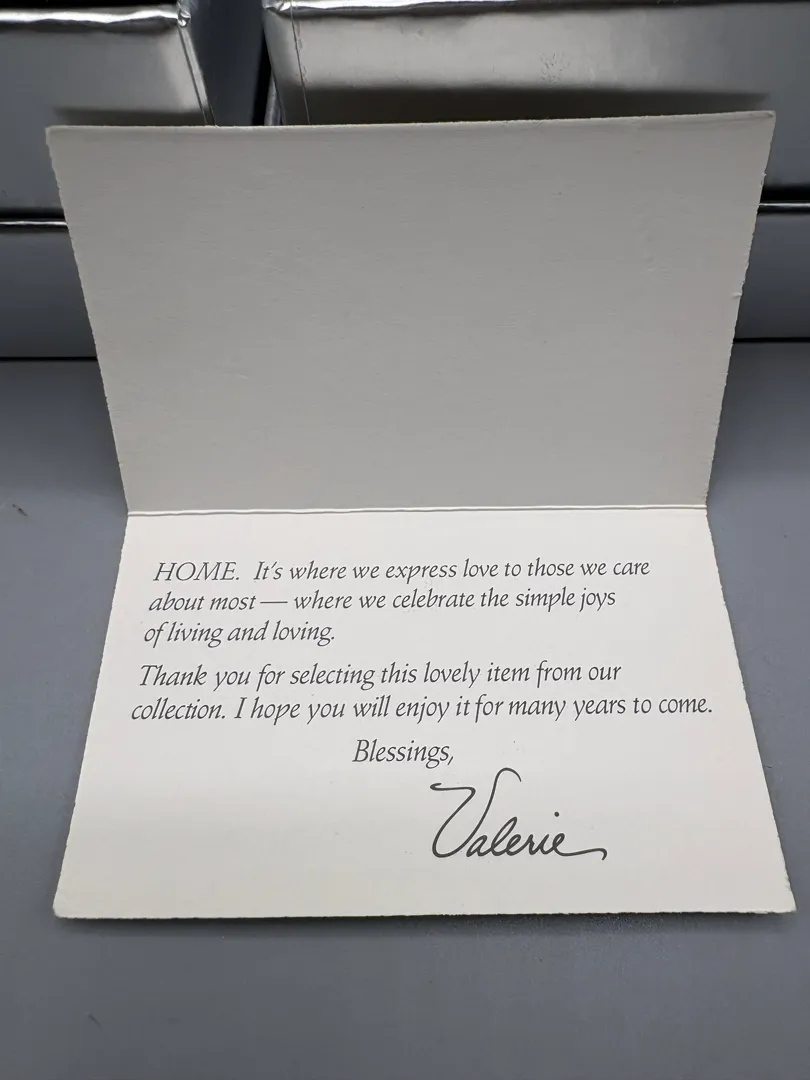 HOME. It's where we express love to those we care
about most — where we celebrate the simple joys
of living and loving.
Thank you for selecting this lovely item from our
collection. I hope you will enjoy it for many years to come.
Blessings,
Valerie